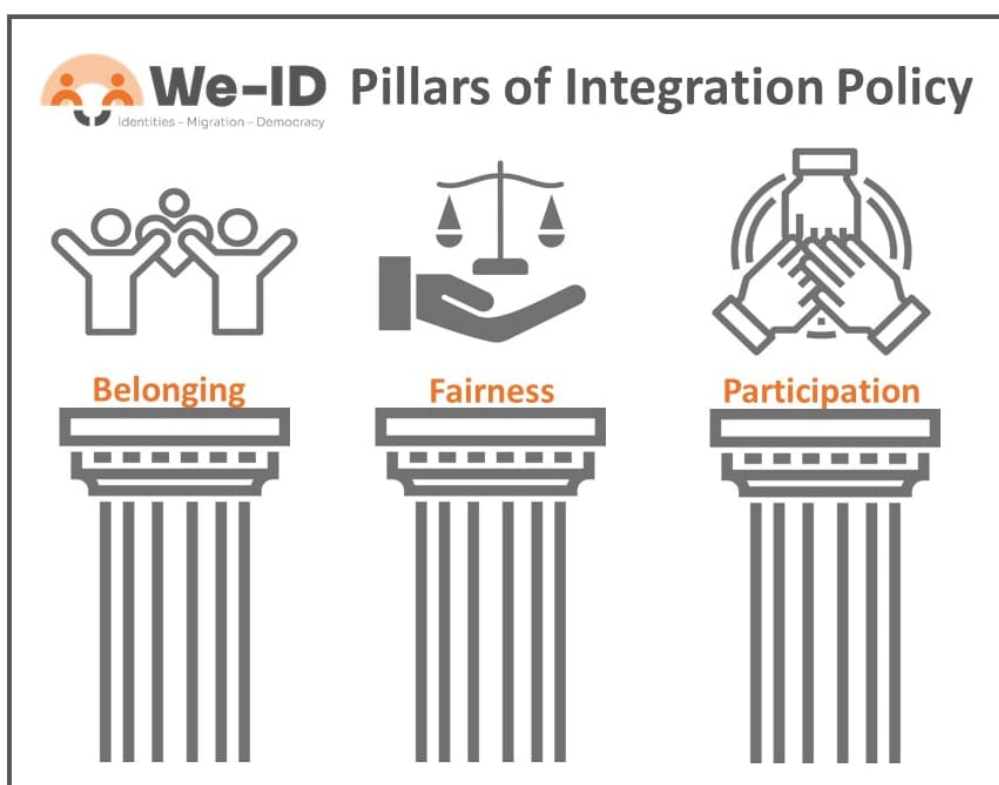 We-ID Pillars of Integration Policy
Identities – Migration – Democracy
Belonging
Fairness
Participation